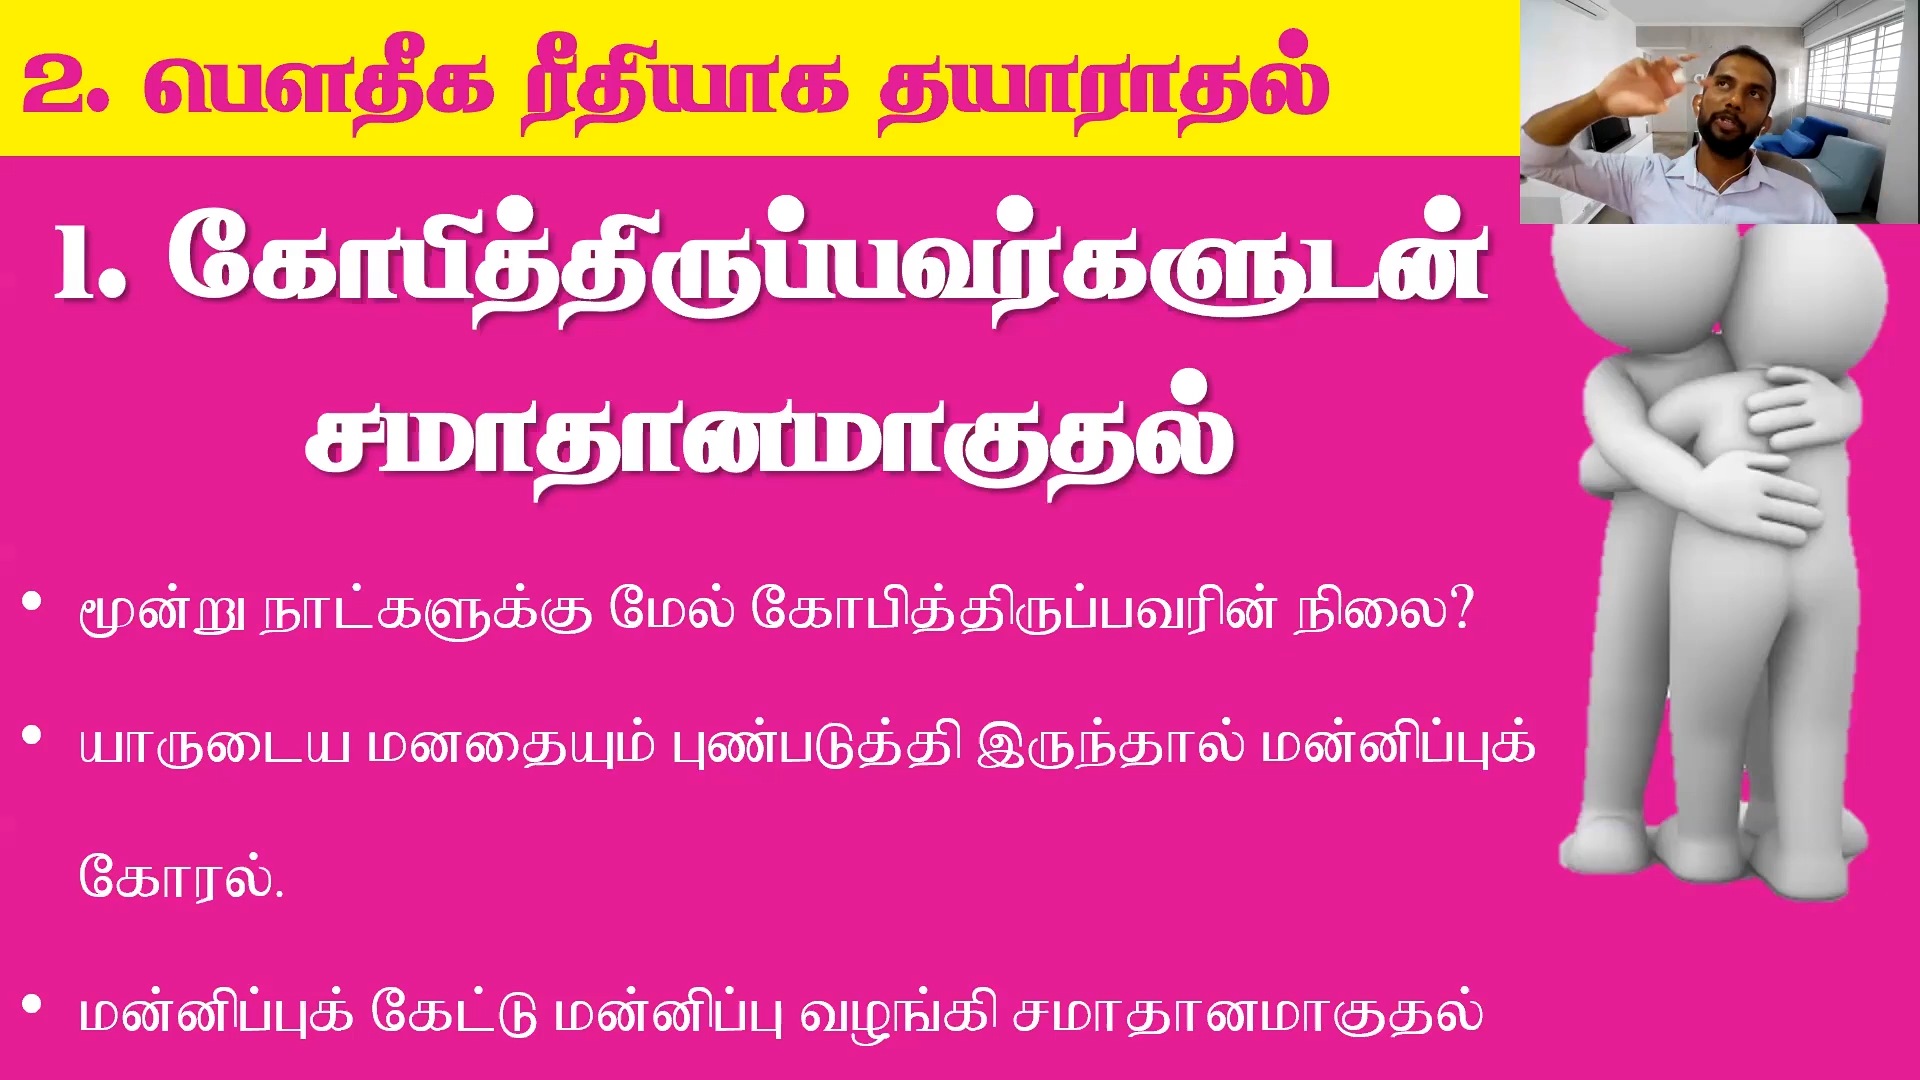 2. பௌதீக ரீதியாக தயாராதல்
1. கோபித்திருப்பவர்களுடன்
சமாதானமாகுதல்
• மூன்று நாட்களுக்கு மேல் கோபித்திருப்பவரின் நிலை?
• யாருடைய மனதையும் புண்படுத்தி இருந்தால் மன்னிப்புக்
கோரல்.
• மன்னிப்புக் கேட்டு மன்னிப்பு வழங்கி சமாதானமாகுதல்